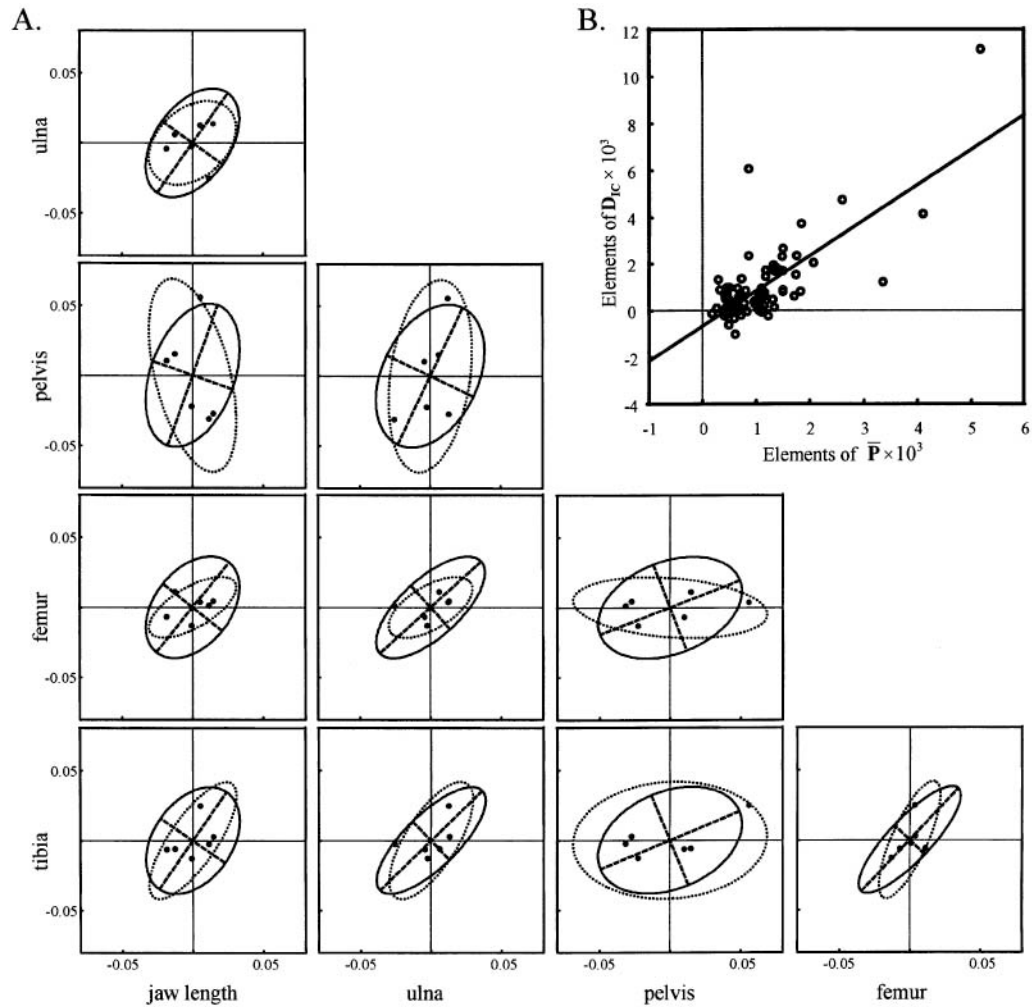 A.
ulna
0.05
-0.05
pelvis
0.05
-0.05
femur
0.05
-0.05
tibia
0.05
-0.05
-0.05 0.05
-0.05 0.05
-0.05 0.05
-0.05 0.05
jaw length
ulna
pelvis
femur
B.
Elements of D_IC × 10³
12
10
8
6
4
2
0
-2
-4
-1 0 1 2 3 4 5 6
Elements of P̅ × 10³